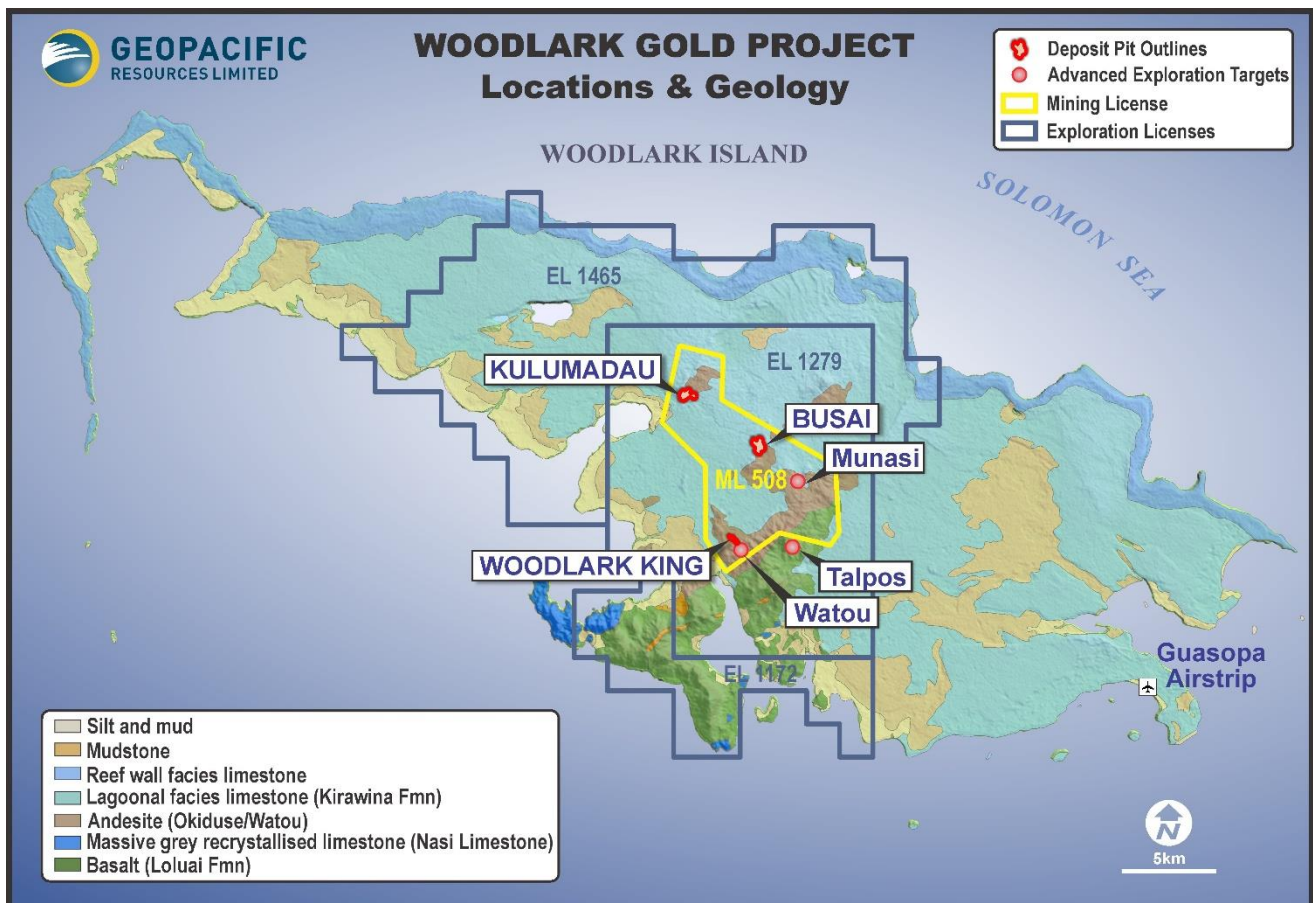 GEOPACIFIC
RESOURCES LIMITED
WOODLARK GOLD PROJECT
Locations & Geology
Deposit Pit Outlines
Advanced Exploration Targets
Mining License
Exploration Licenses
WOODLARK ISLAND
SOLOMON SEA
EL 1465
EL 1279
KULUMADAU
BUSAI
Munasi
ML 508
WOODLARK KING
Talpos
Watou
EL 1172
Guasopa
Airstrip
Silt and mud
Mudstone
Reef wall facies limestone
Lagoonal facies limestone (Kirawina Fmn)
Andesite (Okiduse/Watou)
Massive grey recrystallised limestone (Nasi Limestone)
Basalt (Loluai Fmn)
N
5km